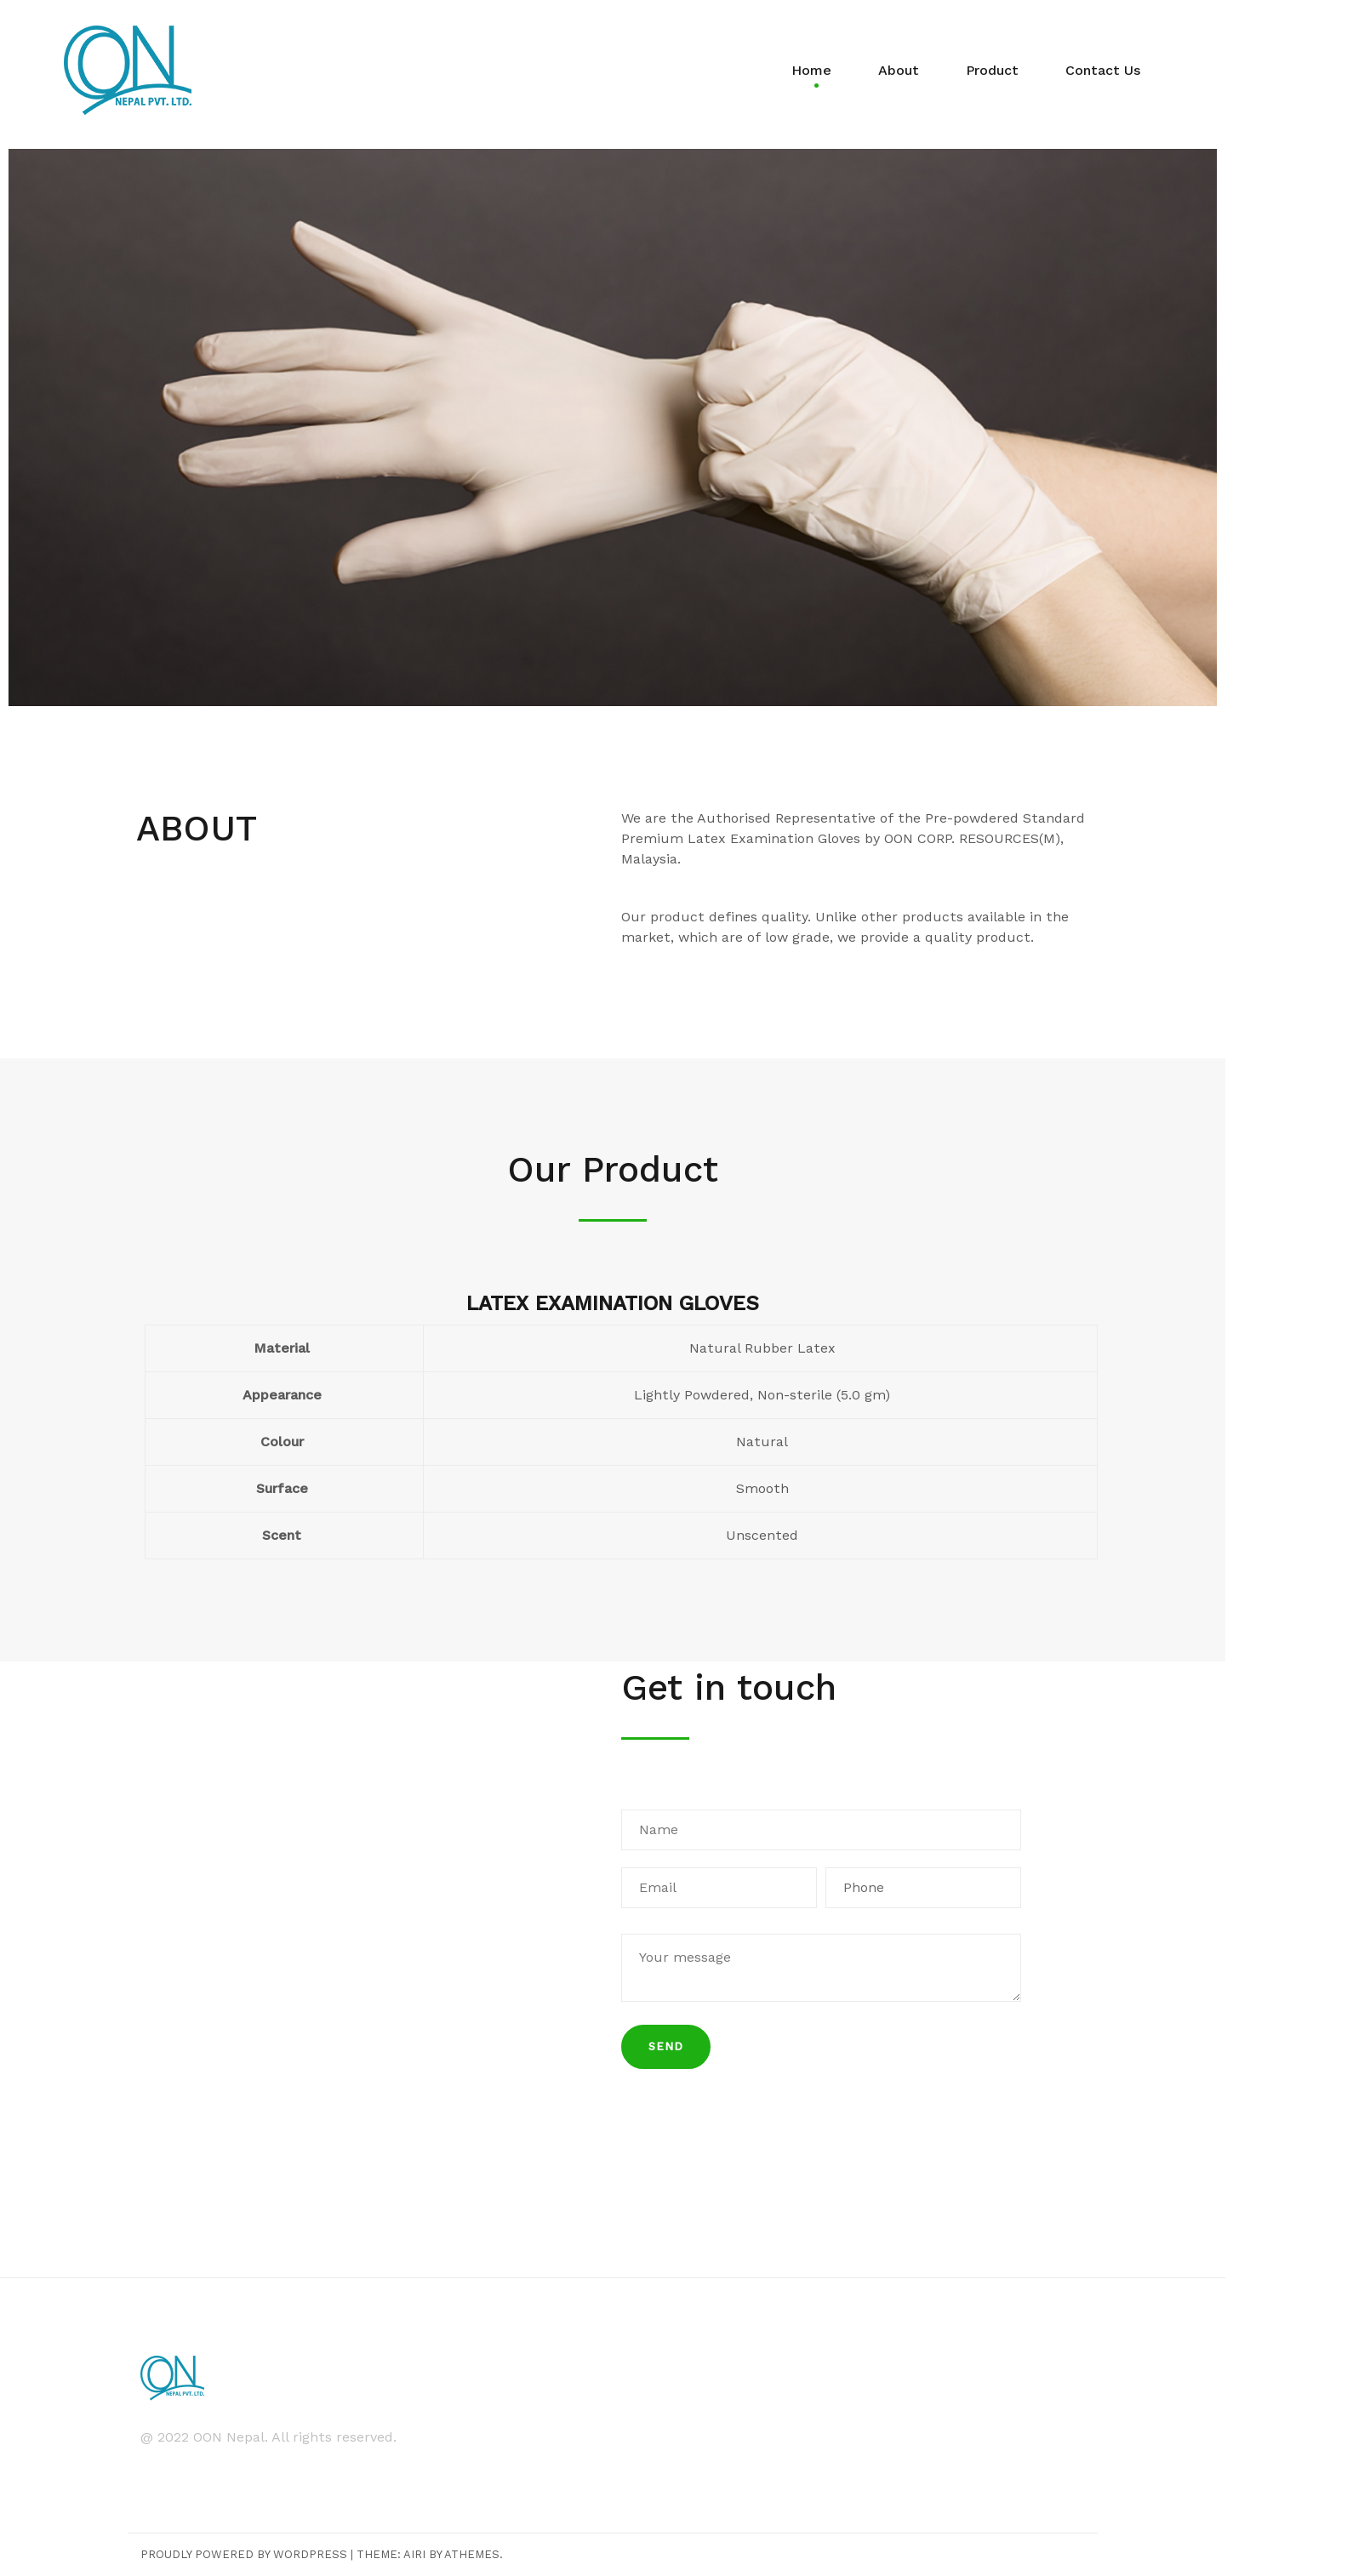 OON
NEPAL PVT. LTD.
Home
About
Product
Contact Us
ABOUT
We are the Authorised Representative of the Pre-powdered Standard
Premium Latex Examination Gloves by OON CORP. RESOURCES(M),
Malaysia.
Our product defines quality. Unlike other products available in the
market, which are of low grade, we provide a quality product.
Our Product
LATEX EXAMINATION GLOVES
Material Natural Rubber Latex
Appearance Lightly Powdered, Non-sterile (5.0 gm)
Colour Natural
Surface Smooth
Scent Unscented
Get in touch
Name
Email Phone
Your message
SEND
OON
NEPAL PVT. LTD.
@ 2022 OON Nepal. All rights reserved.
PROUDLY POWERED BY WORDPRESS | THEME: AIRI BY ATHEMES.